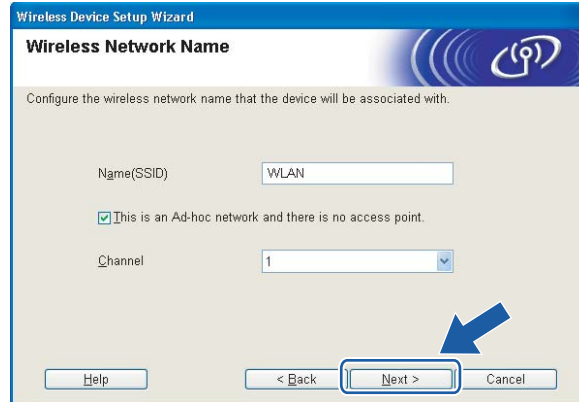 Wireless Device Setup Wizard
Wireless Network Name
Configure the wireless network name that the device will be associated with.
Name(SSID) WLAN
This is an Ad-hoc network and there is no access point.
Channel 1
Help < Back Next > Cancel